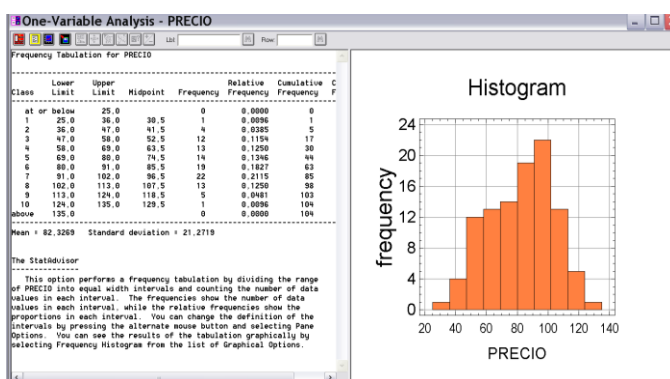 One-Variable Analysis - PRECIO
Lbl: Row:
Frequency Tabulation for PRECIO
Lower Upper Relative Cumulative C
Class Limit Limit Midpoint Frequency Frequency Frequency F
at or below 25,0 0 0,0000 0
1 25,0 36,0 30,5 1 0,0096 1
2 36,0 47,0 41,5 4 0,0385 5
3 47,0 58,0 52,5 12 0,1154 17
4 58,0 69,0 63,5 13 0,1250 30
5 69,0 80,0 74,5 14 0,1346 44
6 80,0 91,0 85,5 19 0,1827 63
7 91,0 102,0 96,5 22 0,2115 85
8 102,0 113,0 107,5 13 0,1250 98
9 113,0 124,0 118,5 5 0,0481 103
10 124,0 135,0 129,5 1 0,0096 104
above 135,0 0 0,0000 104
Mean = 82,3269 Standard deviation = 21,2719
The StatAdvisor
This option performs a frequency tabulation by dividing the range
of PRECIO into equal width intervals and counting the number of data
values in each interval. The frequencies show the number of data
values in each interval, while the relative frequencies show the
proportions in each interval. You can change the definition of the
intervals by pressing the alternate mouse button and selecting Pane
Options. You can see the results of the tabulation graphically by
selecting Frequency Histogram from the list of Graphical Options.
Histogram
frequency
24
20
16
12
8
4
0
20 40 60 80 100 120 140
PRECIO